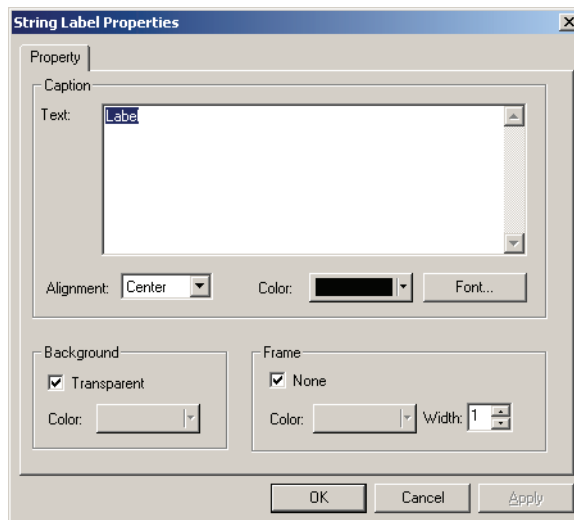 String Label Properties
Property
Caption
Text:
Label
Alignment: Center Color: Font...
Background Frame
Transparent None
Color: Color: Width: 1
OK Cancel Apply